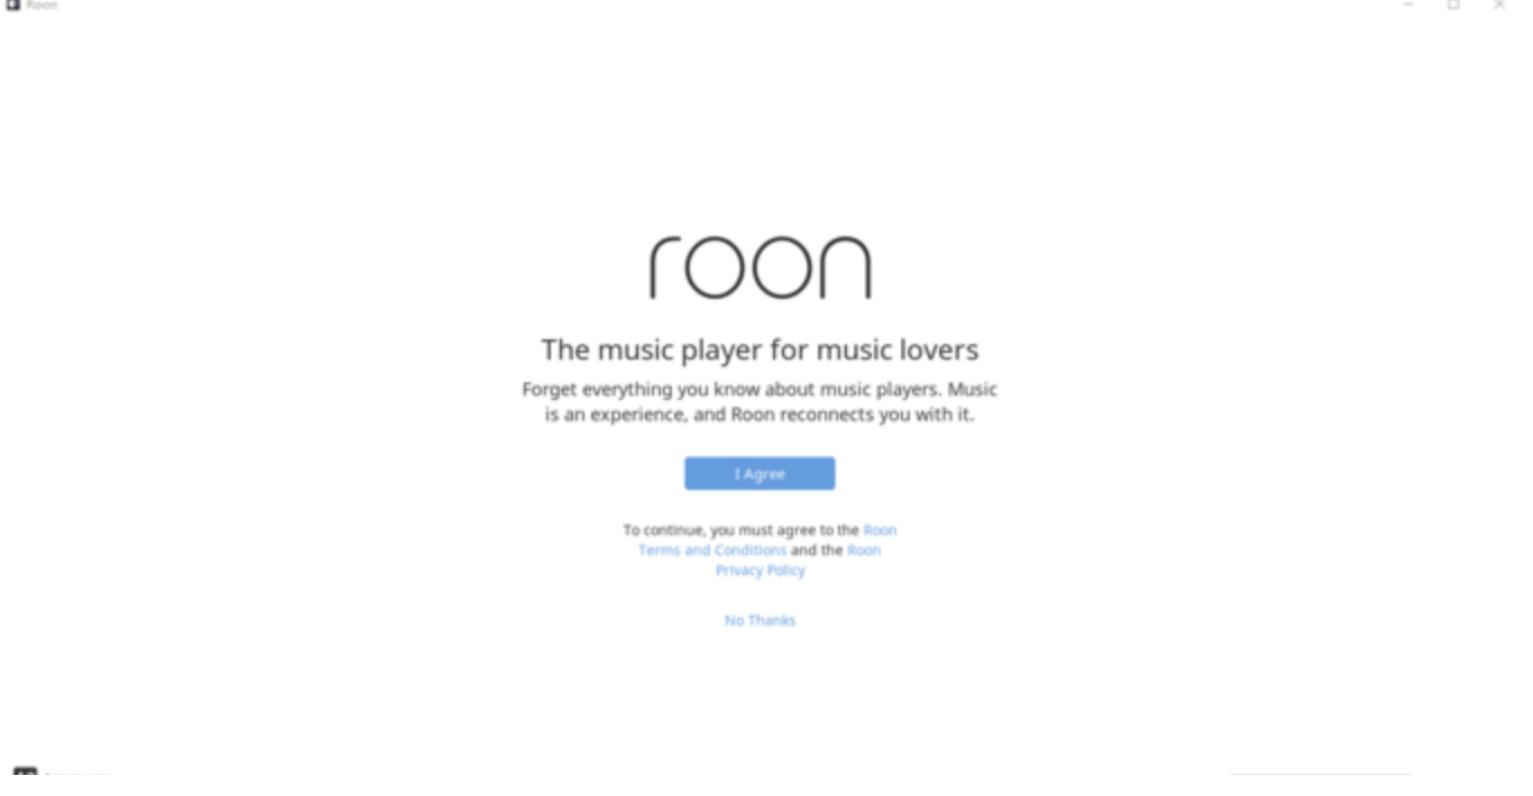 Roon
roon
The music player for music lovers
Forget everything you know about music players. Music
is an experience, and Roon reconnects you with it.
I Agree
To continue, you must agree to the Roon
Terms and Conditions and the Roon
Privacy Policy
No Thanks